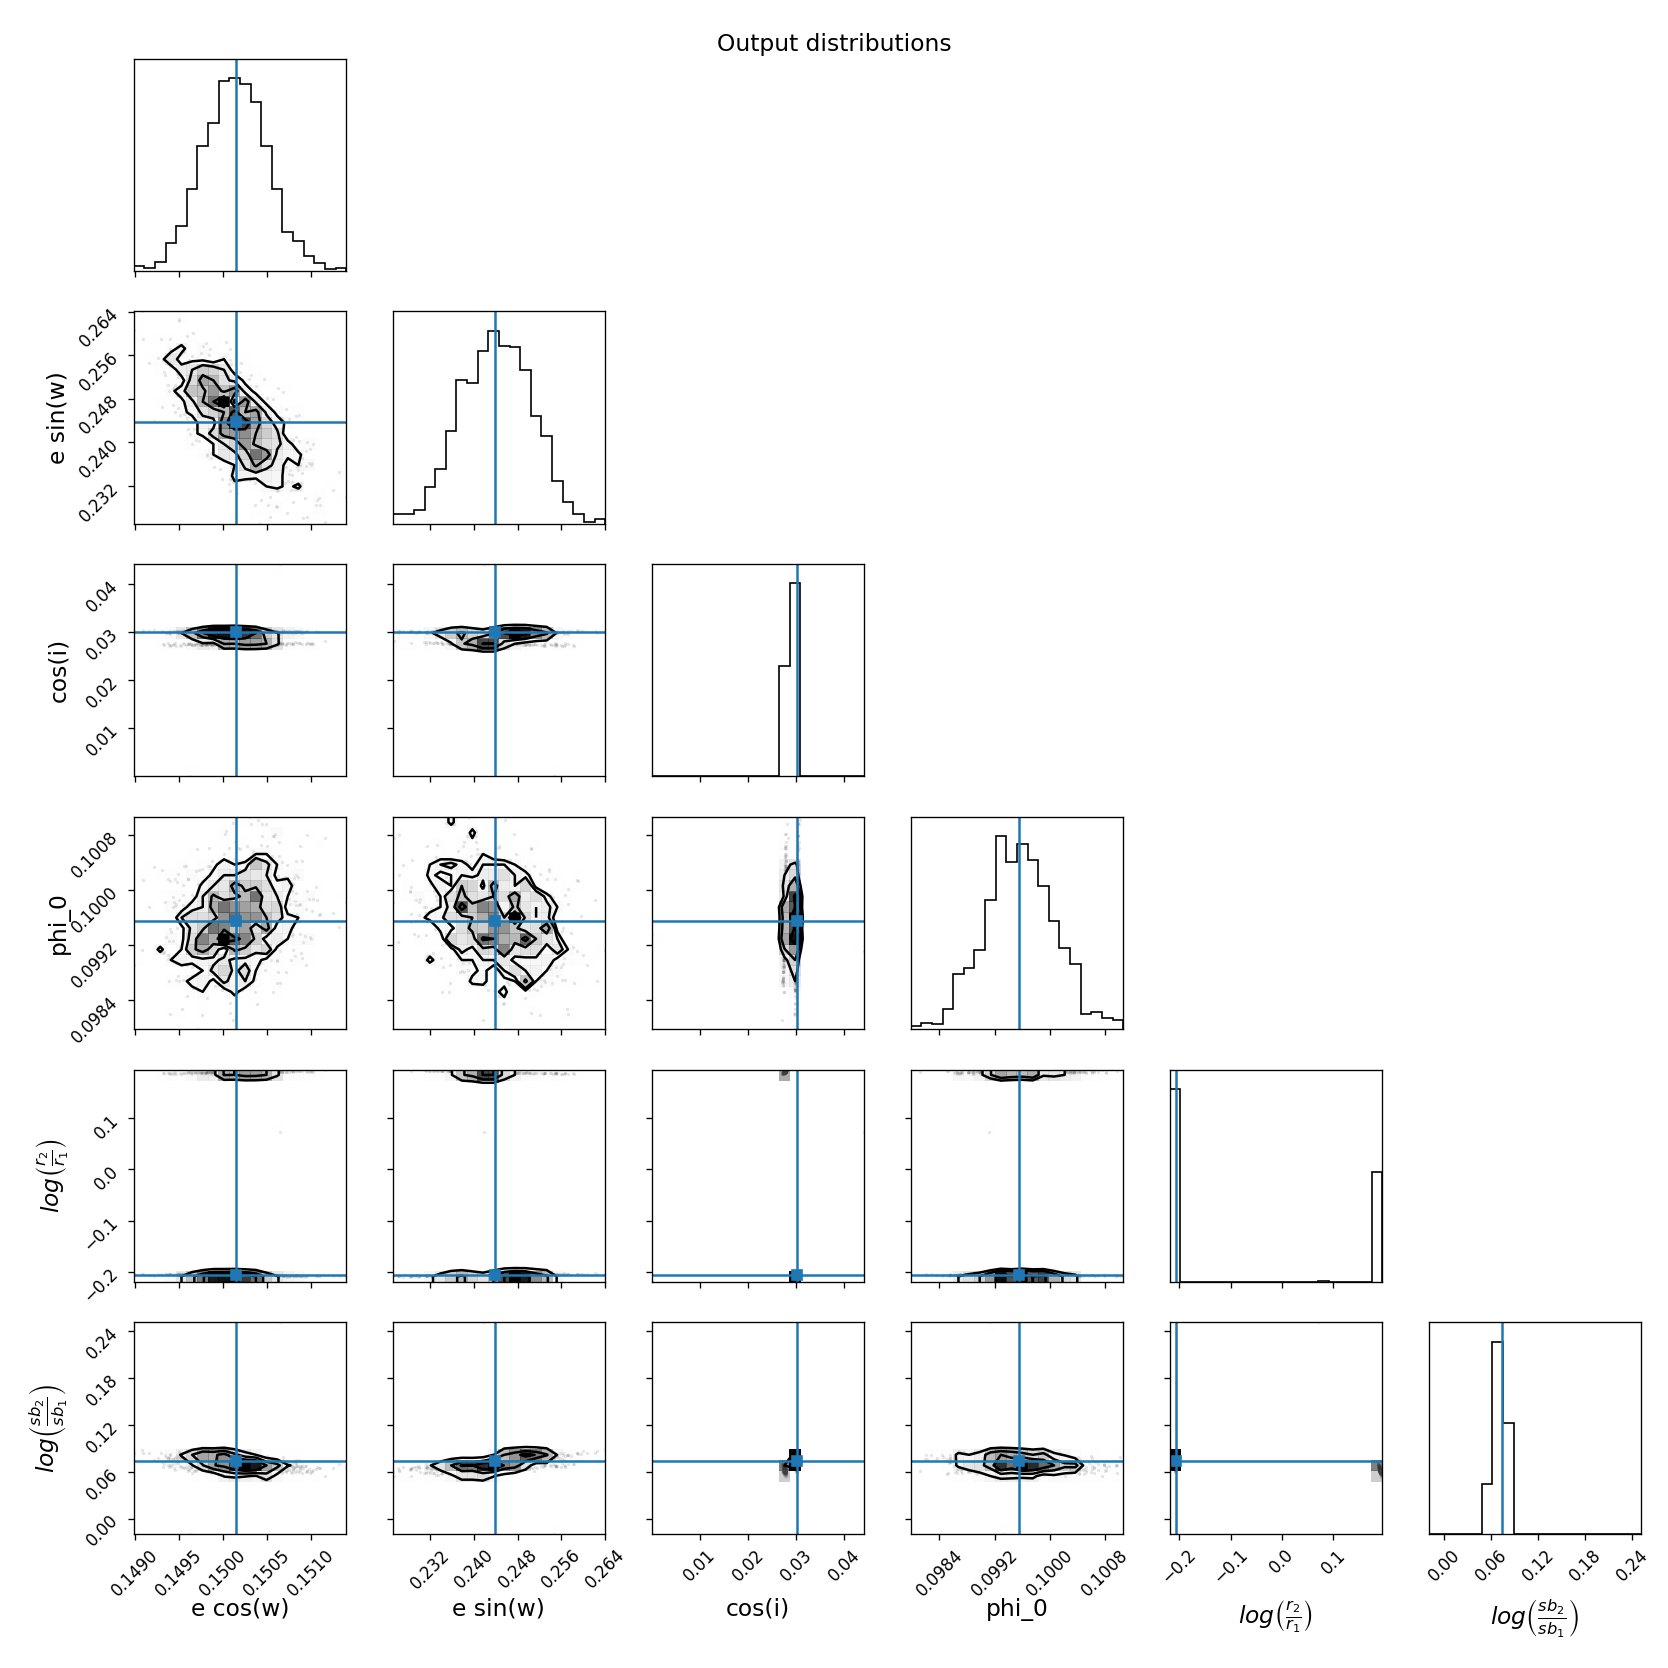 Output distributions
0.264
0.256
0.248
0.240
0.232
e sin(w)
0.04
0.03
0.02
0.01
cos(i)
0.1008
0.1000
0.0992
0.0984
phi_0
0.1
0.0
−0.1
−0.2
log(r₂/r₁)
0.24
0.18
0.12
0.06
0.00
log(sb₂/sb₁)
0.1490 0.1495 0.1500 0.1505 0.1510 0.232 0.240 0.248 0.256 0.264 0.01 0.02 0.03 0.04 0.0984 0.0992 0.1000 0.1008 −0.2 −0.1 0.0 0.1 0.00 0.06 0.12 0.18 0.24
e cos(w) e sin(w) cos(i) phi_0 log(r₂/r₁) log(sb₂/sb₁)